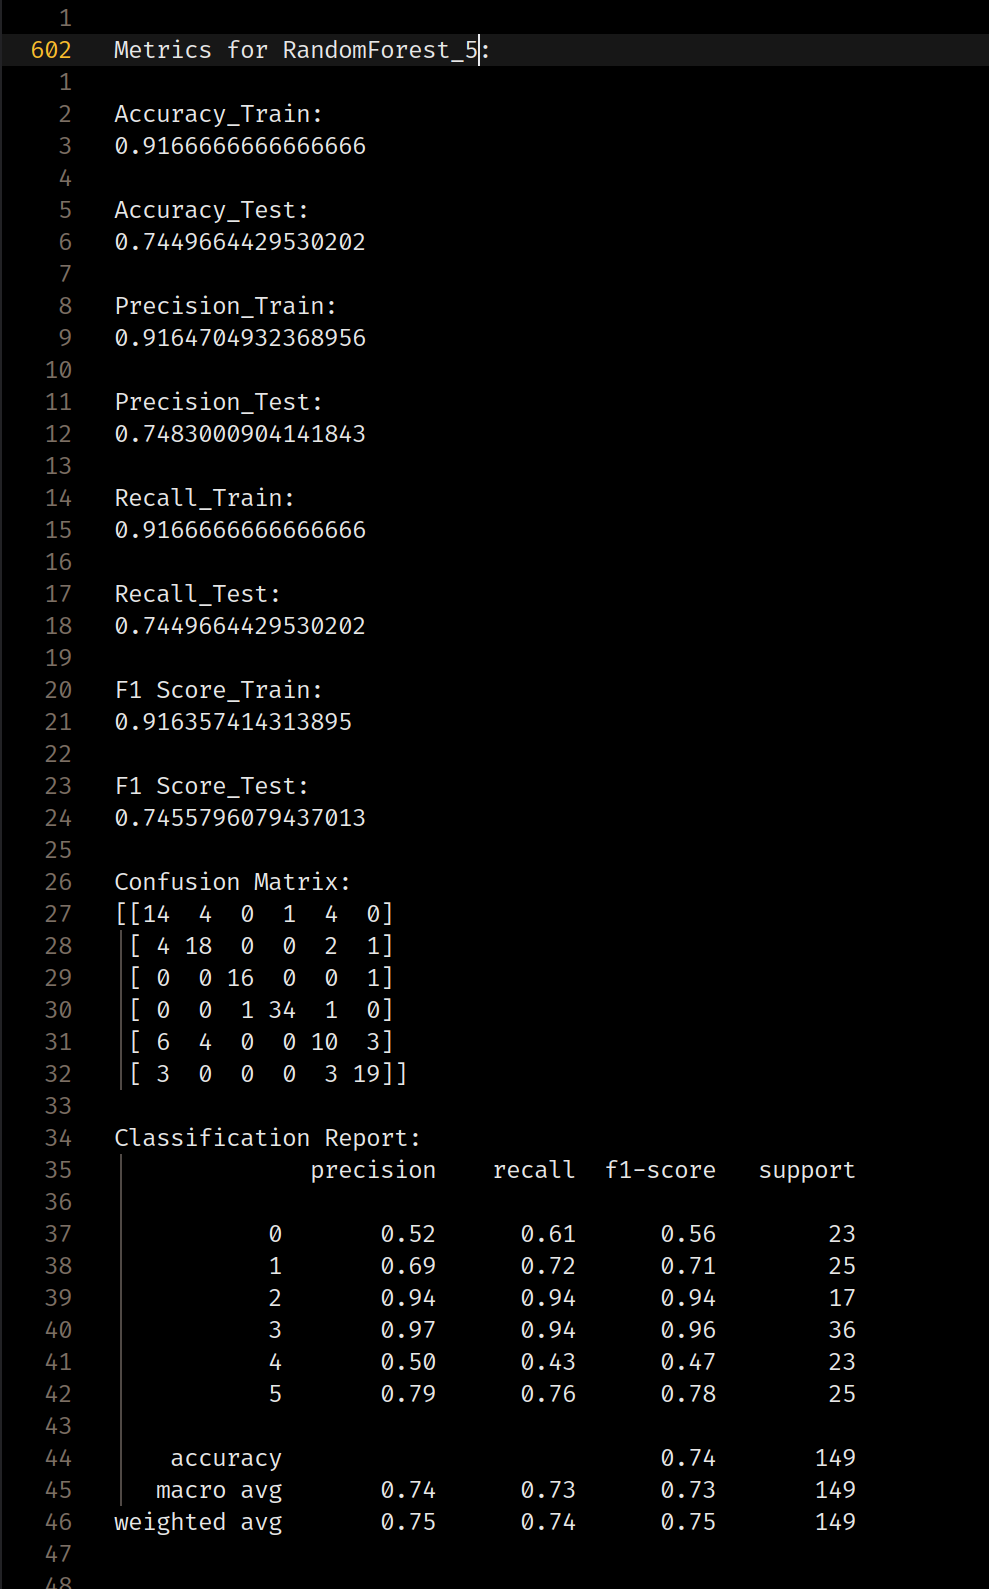 1
602 Metrics for RandomForest_5:
1
2 Accuracy_Train:
3 0.9166666666666666
4
5 Accuracy_Test:
6 0.7449664429530202
7
8 Precision_Train:
9 0.9164704932368956
10
11 Precision_Test:
12 0.7483000904141843
13
14 Recall_Train:
15 0.9166666666666666
16
17 Recall_Test:
18 0.7449664429530202
19
20 F1 Score_Train:
21 0.916357414313895
22
23 F1 Score_Test:
24 0.7455796079437013
25
26 Confusion Matrix:
27 [[14  4  0  1  4  0]
28  [ 4 18  0  0  2  1]
29  [ 0  0 16  0  0  1]
30  [ 0  0  1 34  1  0]
31  [ 6  4  0  0 10  3]
32  [ 3  0  0  0  3 19]]
33
34 Classification Report:
35               precision    recall  f1-score   support
36
37            0       0.52      0.61      0.56        23
38            1       0.69      0.72      0.71        25
39            2       0.94      0.94      0.94        17
40            3       0.97      0.94      0.96        36
41            4       0.50      0.43      0.47        23
42            5       0.79      0.76      0.78        25
43
44     accuracy                           0.74       149
45    macro avg       0.74      0.73      0.73       149
46 weighted avg       0.75      0.74      0.75       149
47
48